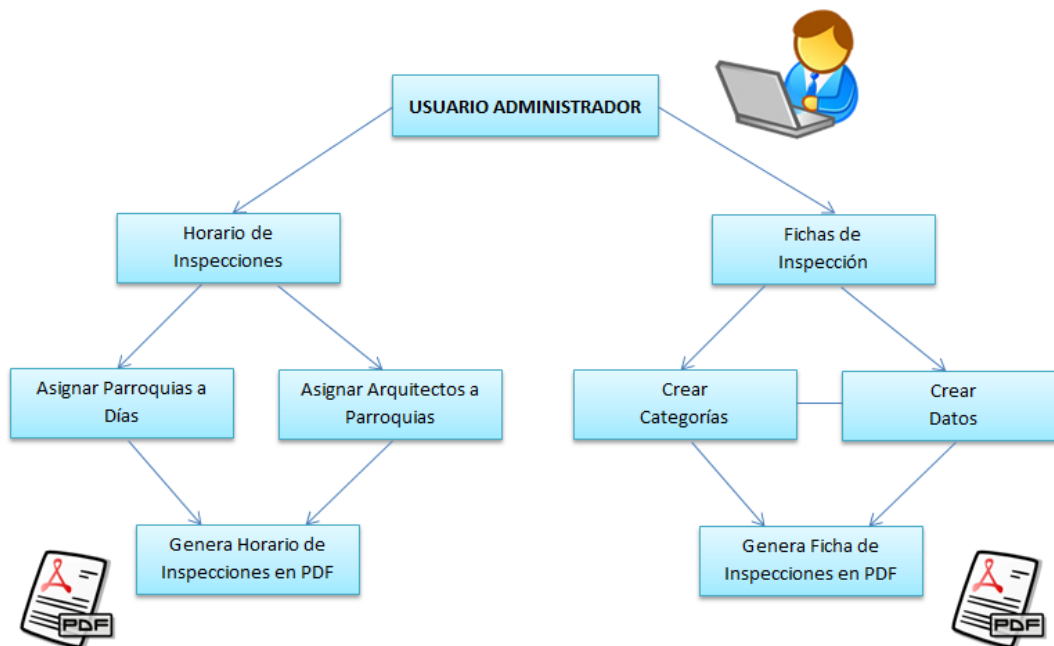 USUARIO ADMINISTRADOR
Horario de
Inspecciones
Fichas de
Inspección
Asignar Parroquias a
Días
Asignar Arquitectos a
Parroquias
Crear
Categorías
Crear
Datos
Genera Horario de
Inspecciones en PDF
Genera Ficha de
Inspecciones en PDF
PDF
PDF